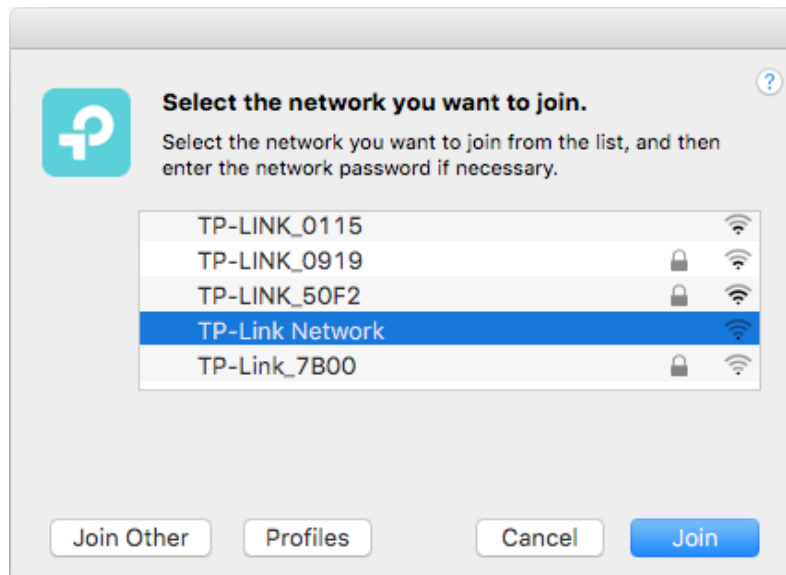 ?
Select the network you want to join.
Select the network you want to join from the list, and then
enter the network password if necessary.
TP-LINK_0115
TP-LINK_0919
TP-LINK_50F2
TP-Link Network
TP-Link_7B00
Join Other Profiles Cancel Join